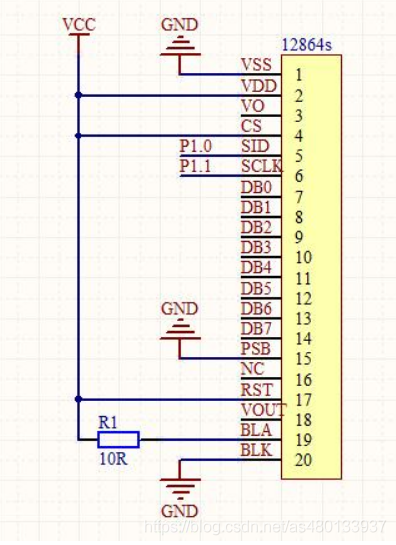 VCC
GND
12864s
VSS 1
VDD 2
VO 3
CS 4
P1.0 SID 5
P1.1 SCLK 6
DB0 7
DB1 8
DB2 9
DB3 10
DB4 11
DB5 12
DB6 13
DB7 14
GND
PSB 15
NC 16
RST 17
VOUT 18
R1
BLA 19
10R
BLK 20
GND
https://blog.csdn.net/as480133937